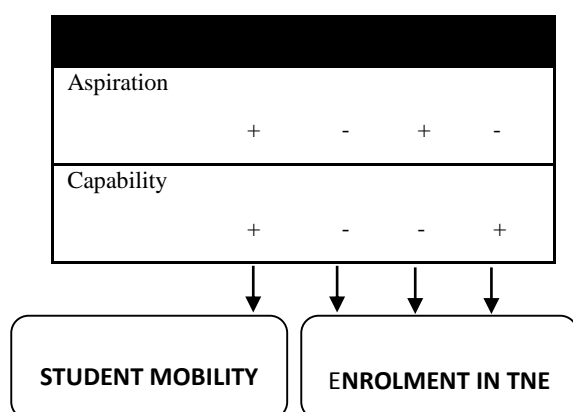 Aspiration
+ - + -
Capability
+ - - +
STUDENT MOBILITY
ENROLMENT IN TNE